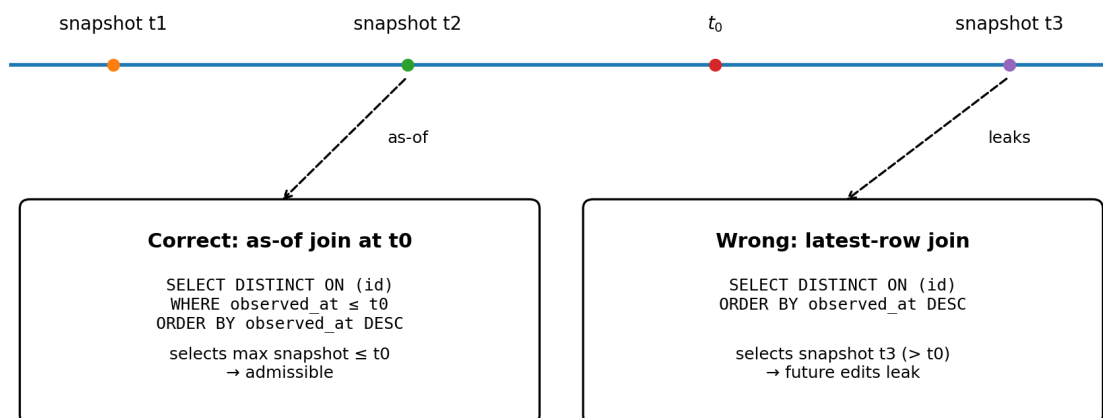 snapshot t1
snapshot t2
t₀
snapshot t3
as-of
leaks
Correct: as-of join at t0
SELECT DISTINCT ON (id)
WHERE observed_at ≤ t0
ORDER BY observed_at DESC
selects max snapshot ≤ t0
→ admissible
Wrong: latest-row join
SELECT DISTINCT ON (id)
ORDER BY observed_at DESC
selects snapshot t3 (> t0)
→ future edits leak